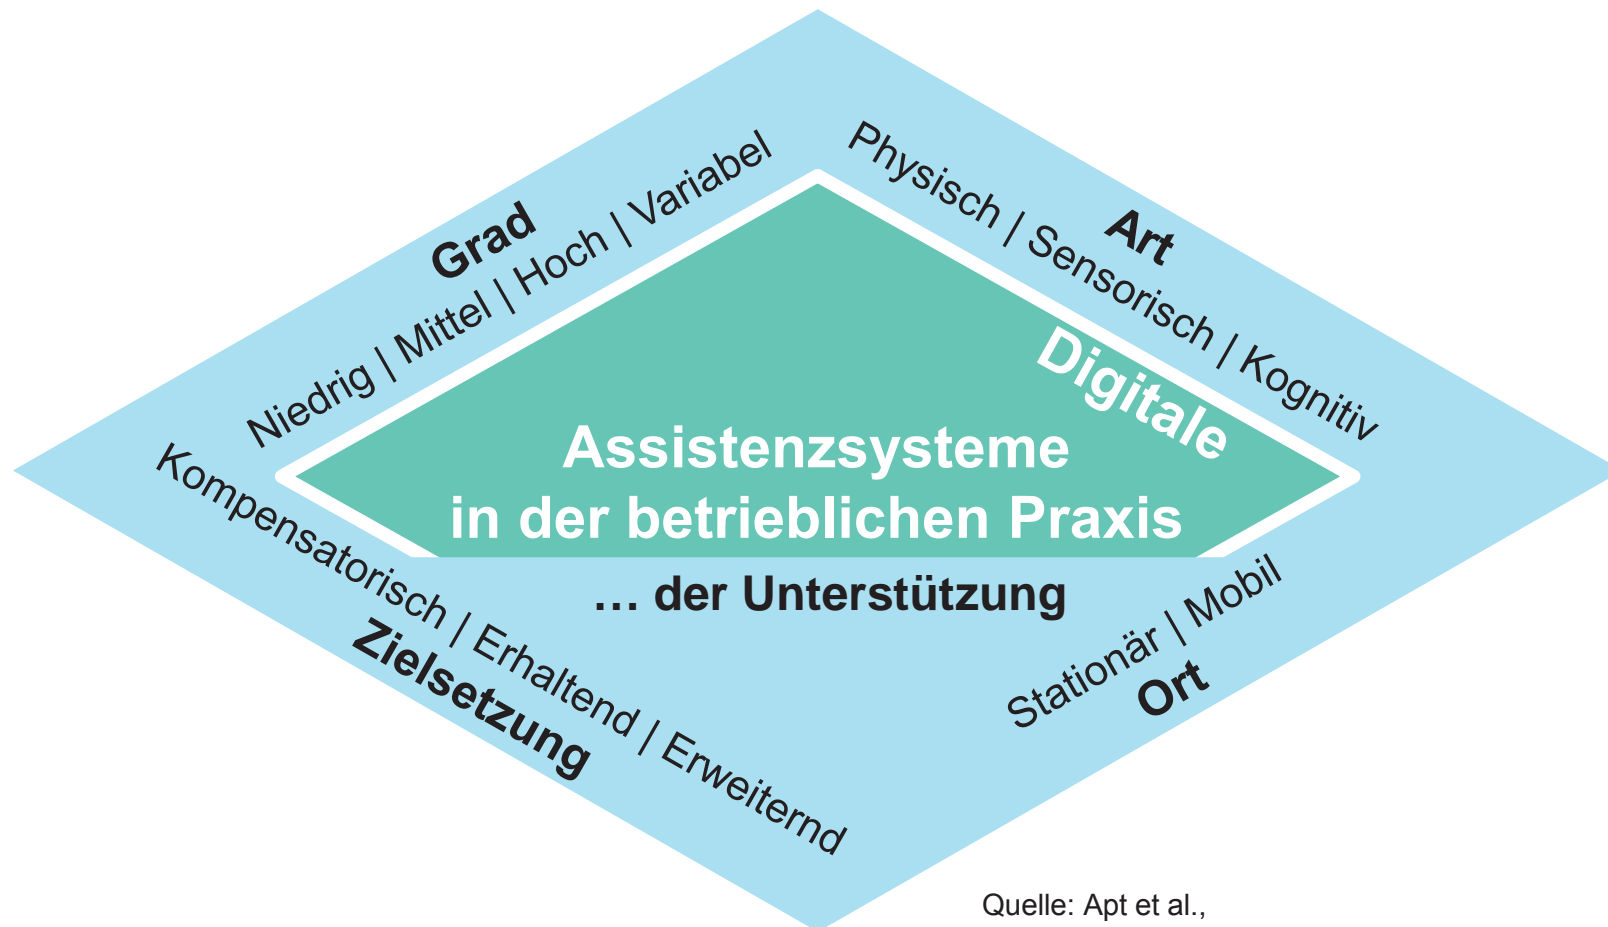 Grad
Niedrig | Mittel | Hoch | Variabel
Art
Physisch | Sensorisch | Kognitiv
Digitale
Assistenzsysteme
in der betrieblichen Praxis
… der Unterstützung
Kompensatorisch | Erhaltend | Erweiternd
Zielsetzung
Stationär | Mobil
Ort
Quelle: Apt et al.,